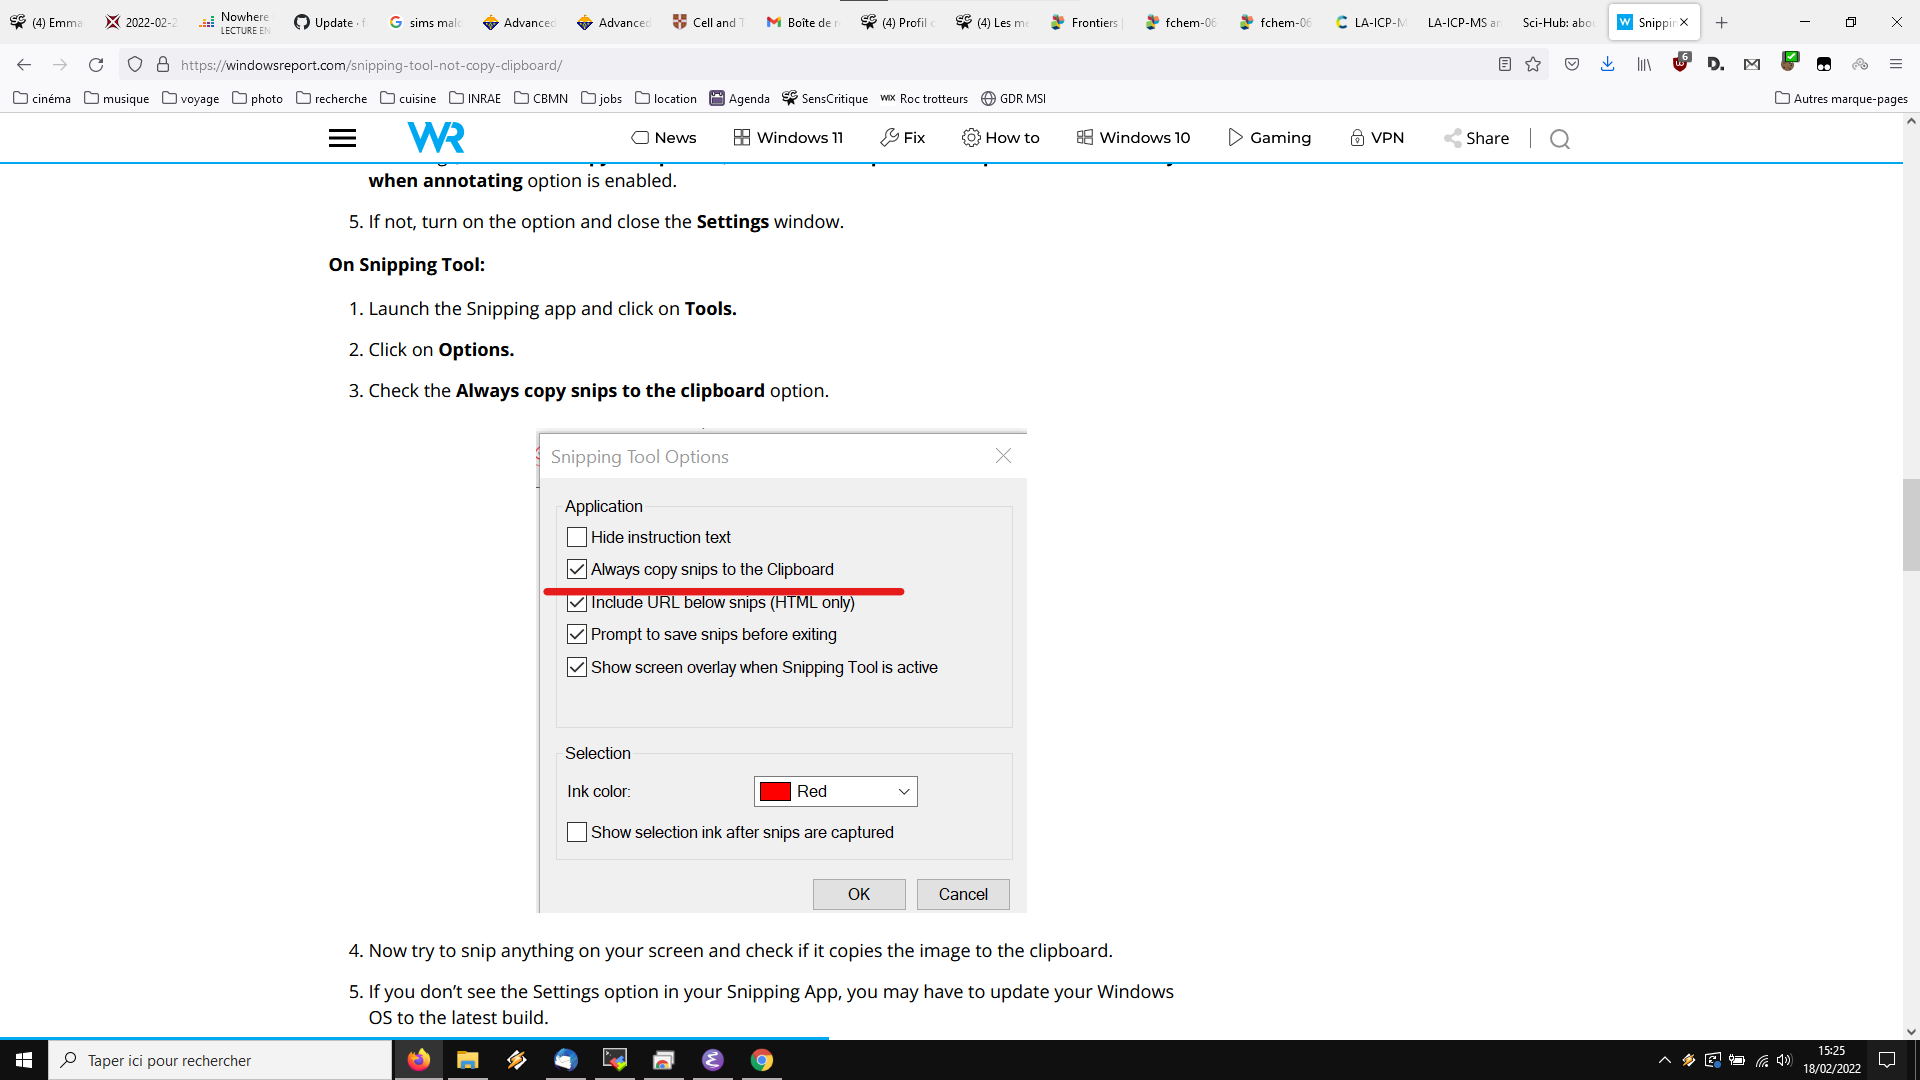 (4) Emma
2022-02-2
Nowhere
LECTURE EN
Update · f
sims mald
Advanced
Advanced
Cell and T
Boîte de r
(4) Profil d
(4) Les me
Frontiers
fchem-06
fchem-06
LA-ICP-M
LA-ICP-MS an
Sci-Hub: abo
Snippin
https://windowsreport.com/snipping-tool-not-copy-clipboard/
6
D.
cinéma
musique
voyage
photo
recherche
cuisine
INRAE
CBMN
jobs
location
Agenda
SensCritique
WIX Roc trotteurs
GDR MSI
Autres marque-pages
WR
News
Windows 11
Fix
How to
Windows 10
Gaming
VPN
Share
when annotating option is enabled.
5. If not, turn on the option and close the Settings window.
On Snipping Tool:
1. Launch the Snipping app and click on Tools.
2. Click on Options.
3. Check the Always copy snips to the clipboard option.
Snipping Tool Options
Application
Hide instruction text
Always copy snips to the Clipboard
Include URL below snips (HTML only)
Prompt to save snips before exiting
Show screen overlay when Snipping Tool is active
Selection
Ink color:
Red
Show selection ink after snips are captured
OK
Cancel
4. Now try to snip anything on your screen and check if it copies the image to the clipboard.
5. If you don’t see the Settings option in your Snipping App, you may have to update your Windows
OS to the latest build.
Taper ici pour rechercher
15:25
18/02/2022